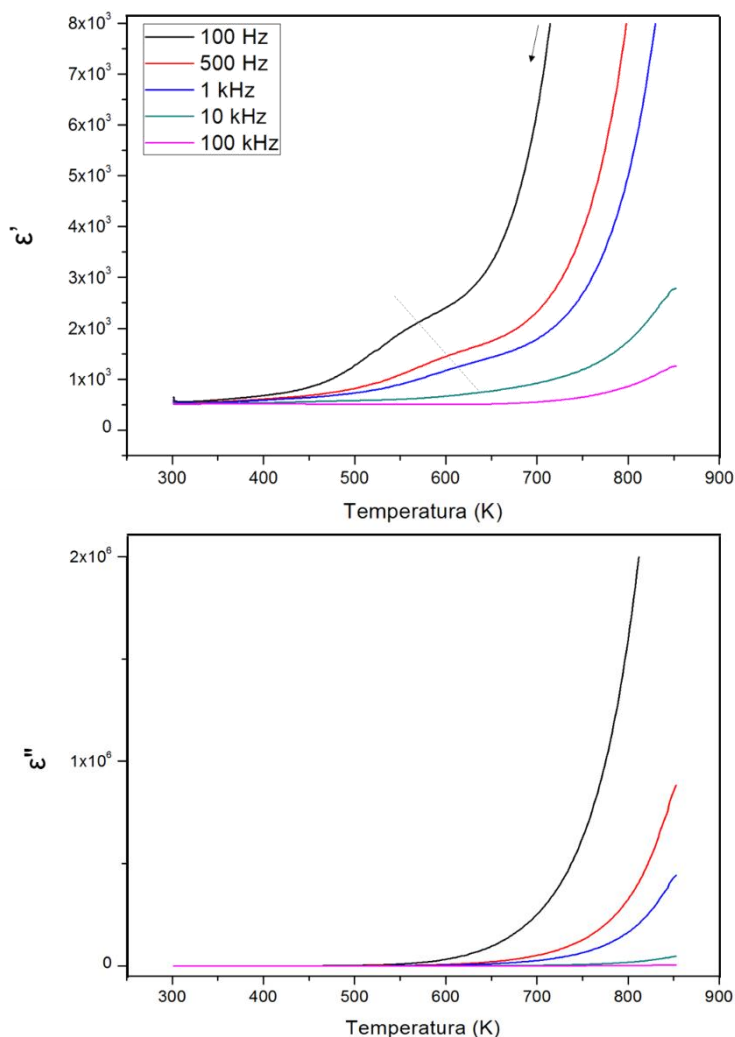 8x10³
7x10³
6x10³
5x10³
4x10³
3x10³
2x10³
1x10³
0
ε'
100 Hz
500 Hz
1 kHz
10 kHz
100 kHz
300 400 500 600 700 800 900
Temperatura (K)
2x10⁶
1x10⁶
0
ε"
300 400 500 600 700 800 900
Temperatura (K)